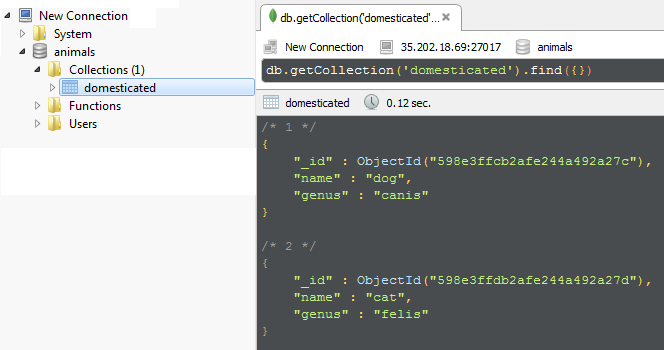 New Connection
System
animals
Collections (1)
domesticated
Functions
Users
db.getCollection('domesticated'...
New Connection 35.202.18.69:27017 animals
db.getCollection('domesticated').find({})
domesticated 0.12 sec.
/* 1 */
{
"_id" : ObjectId("598e3ffcb2afe244a492a27c"),
"name" : "dog",
"genus" : "canis"
}
/* 2 */
{
"_id" : ObjectId("598e3ffdb2afe244a492a27d"),
"name" : "cat",
"genus" : "felis"
}